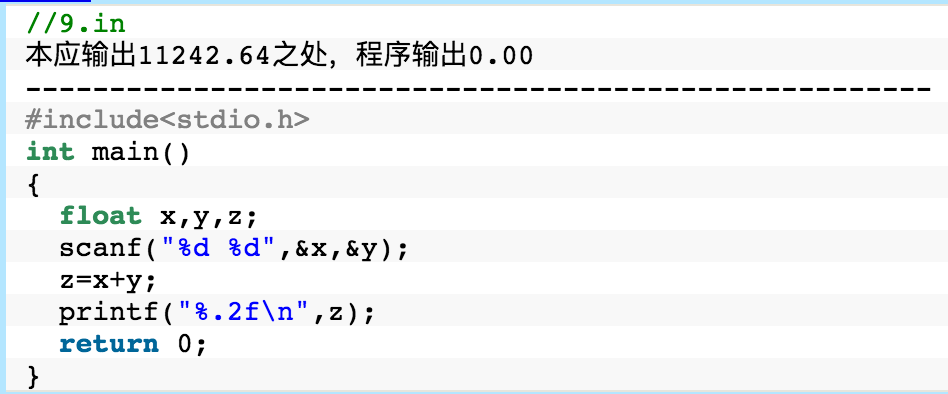 //9.in
本应输出11242.64之处，程序输出0.00
------------------------------------------------------
#include<stdio.h>
int main()
{
  float x,y,z;
  scanf("%d %d",&x,&y);
  z=x+y;
  printf("%.2f\n",z);
  return 0;
}